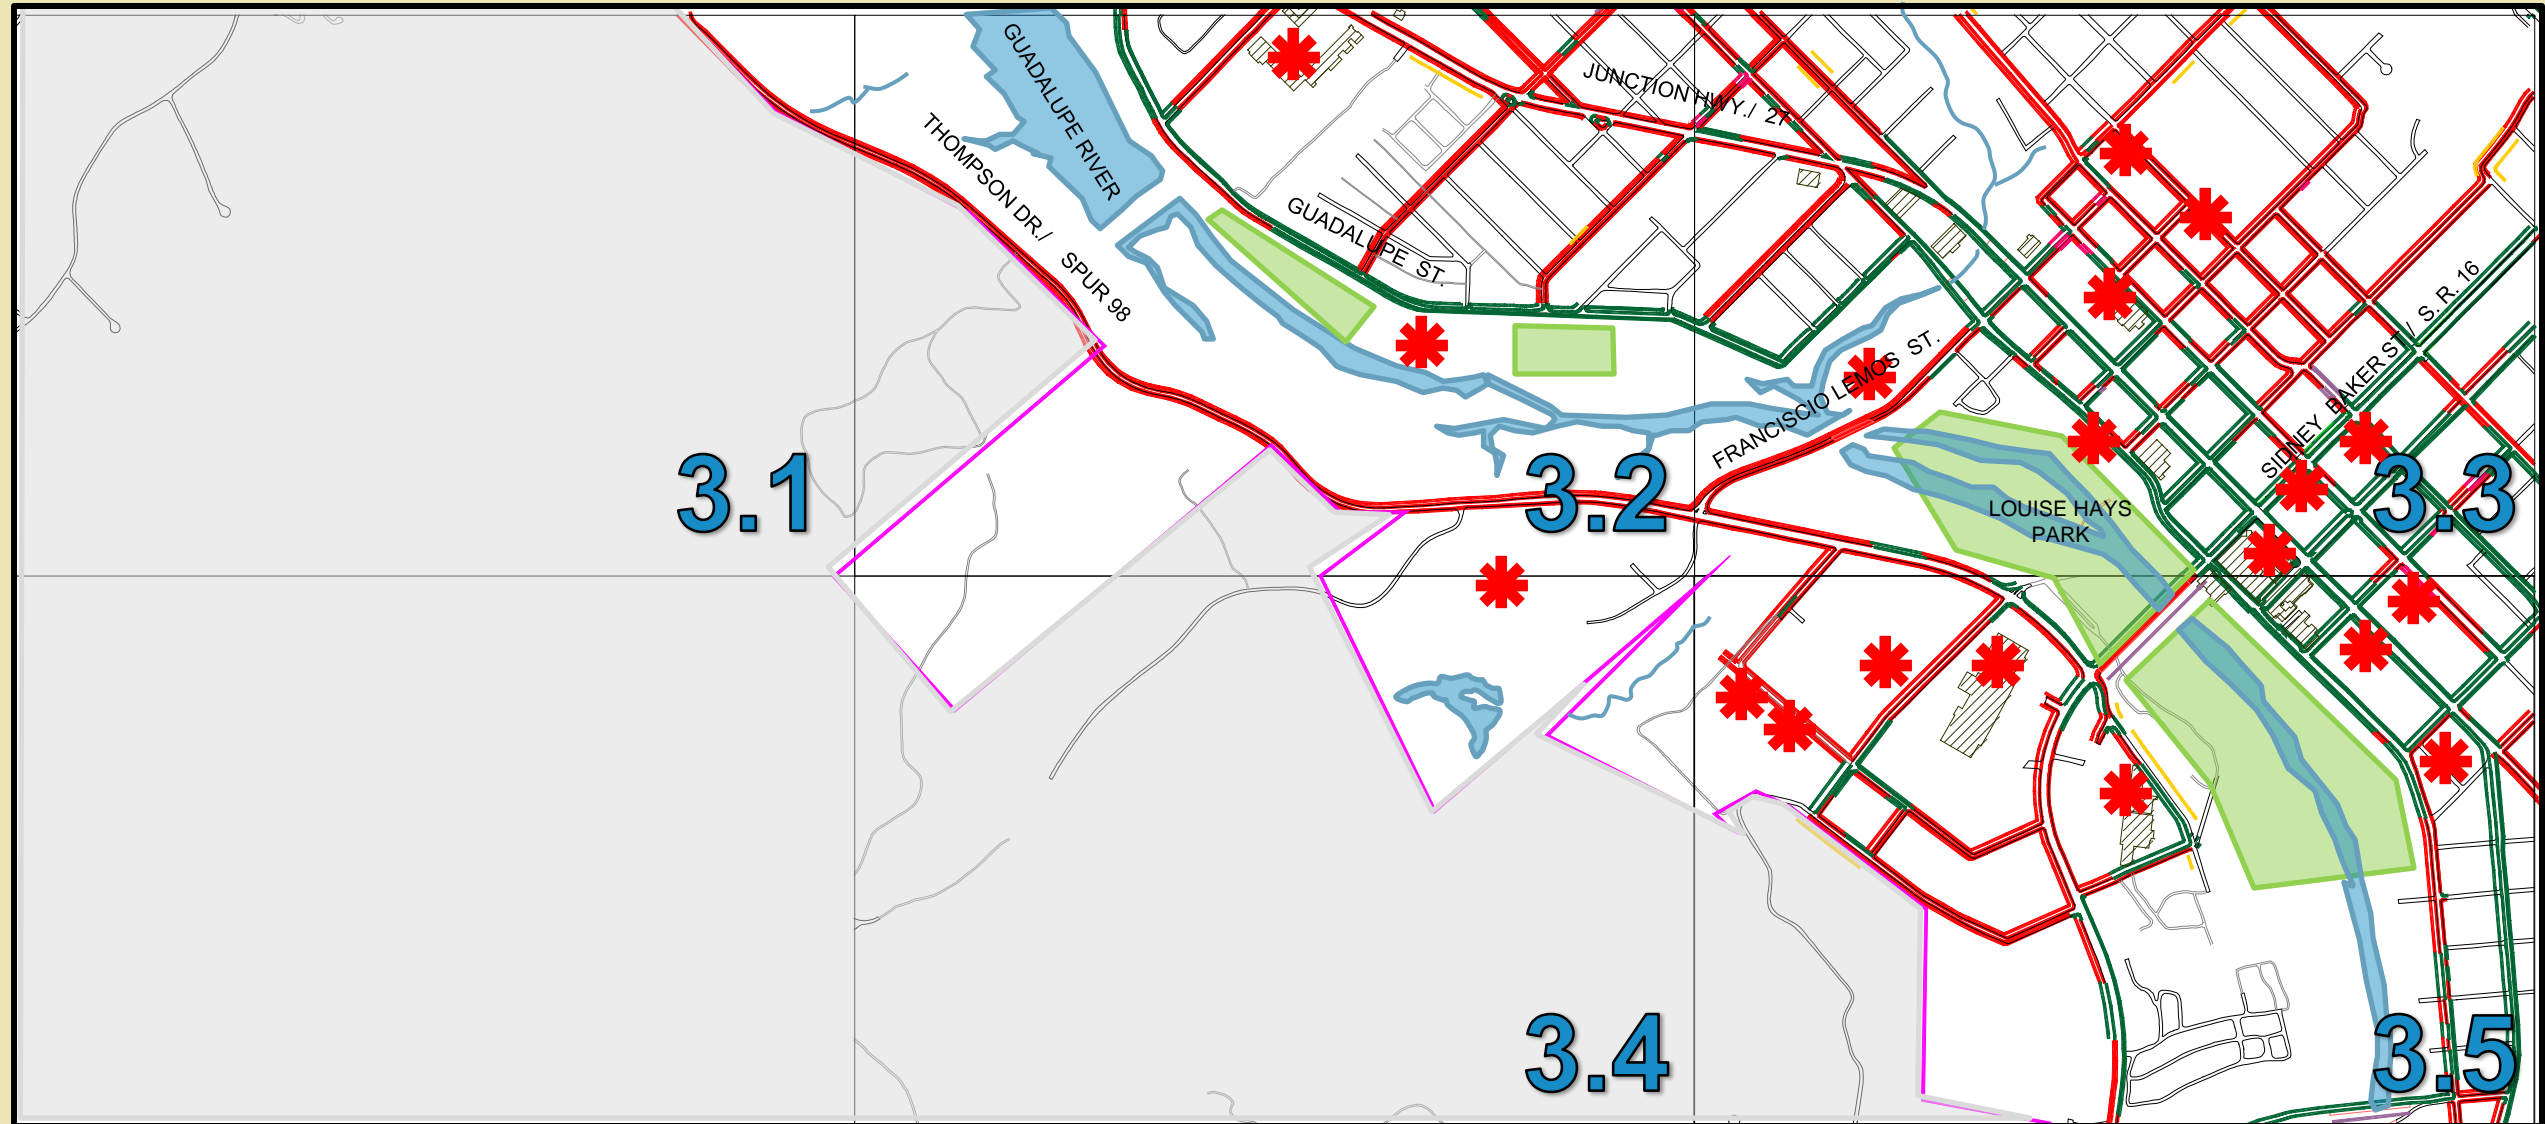 GUADALUPE RIVER
JUNCTION HWY./ 27
THOMPSON DR./ SPUR 98
GUADALUPE ST.
SIDNEY BAKER ST./ S. R. 16
FRANCISCIO LEMOS ST.
3.1
3.2
3.3
LOUISE HAYS
PARK
3.4
3.5